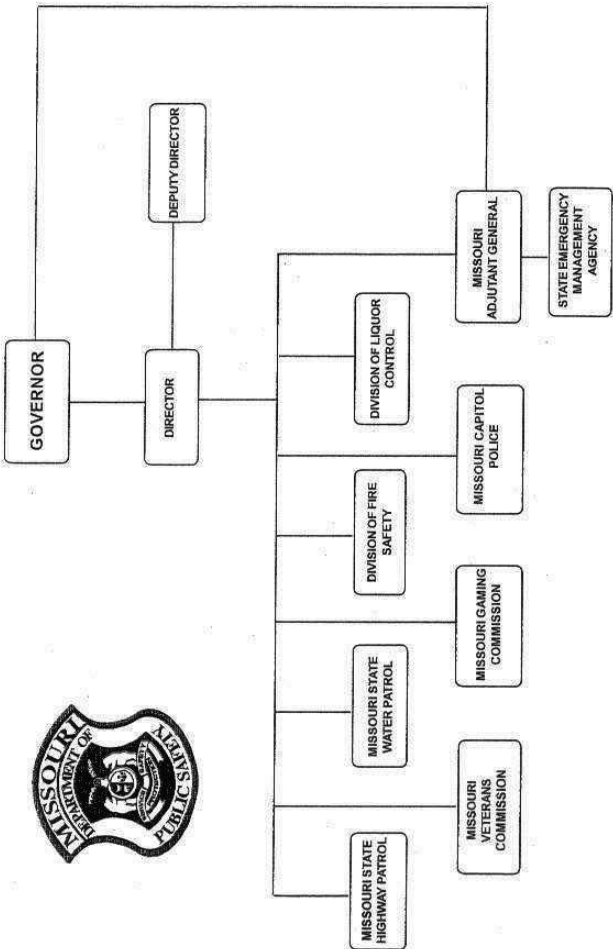 MISSOURI
DEPARTMENT OF
PUBLIC SAFETY
GOVERNOR
DIRECTOR
DEPUTY DIRECTOR
MISSOURI STATE
HIGHWAY PATROL
MISSOURI STATE
WATER PATROL
DIVISION OF FIRE
SAFETY
DIVISION OF LIQUOR
CONTROL
MISSOURI
VETERANS
COMMISSION
MISSOURI GAMING
COMMISSION
MISSOURI CAPITOL
POLICE
MISSOURI
ADJUTANT GENERAL
STATE EMERGENCY
MANAGEMENT
AGENCY